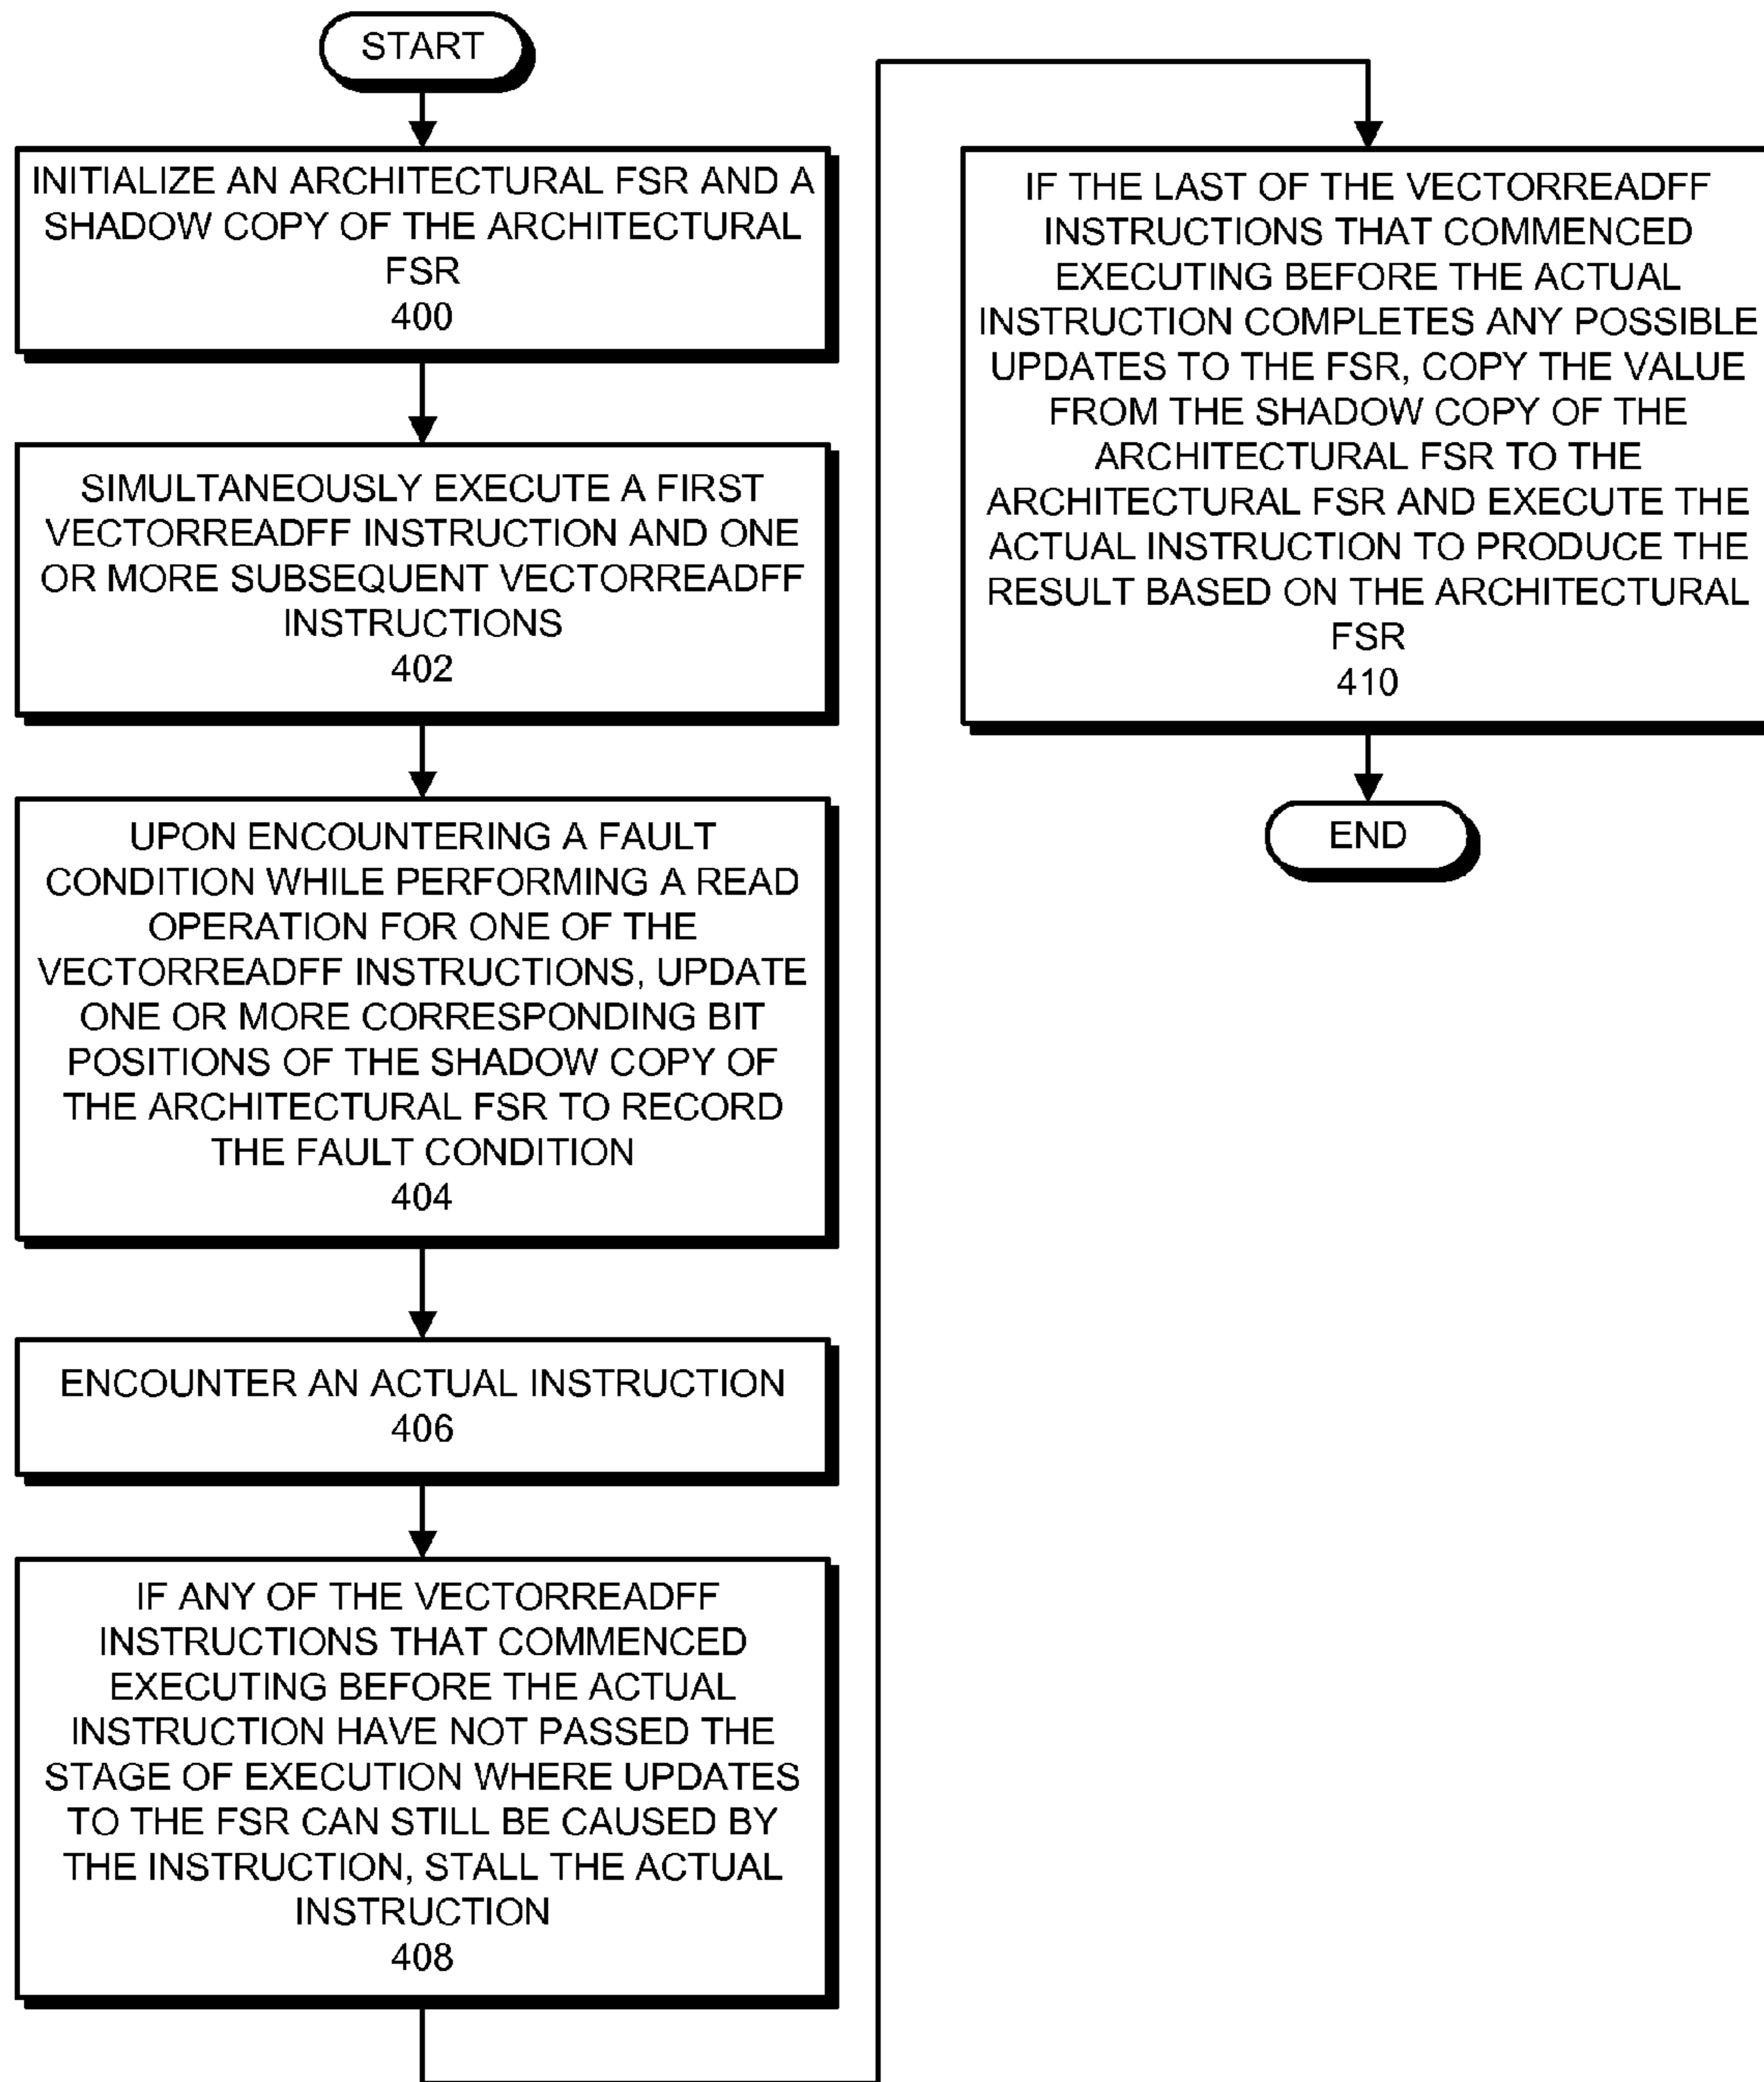 START
INITIALIZE AN ARCHITECTURAL FSR AND A
SHADOW COPY OF THE ARCHITECTURAL
FSR
400
SIMULTANEOUSLY EXECUTE A FIRST
VECTORREADFF INSTRUCTION AND ONE
OR MORE SUBSEQUENT VECTORREADFF
INSTRUCTIONS
402
UPON ENCOUNTERING A FAULT
CONDITION WHILE PERFORMING A READ
OPERATION FOR ONE OF THE
VECTORREADFF INSTRUCTIONS, UPDATE
ONE OR MORE CORRESPONDING BIT
POSITIONS OF THE SHADOW COPY OF
THE ARCHITECTURAL FSR TO RECORD
THE FAULT CONDITION
404
ENCOUNTER AN ACTUAL INSTRUCTION
406
IF ANY OF THE VECTORREADFF
INSTRUCTIONS THAT COMMENCED
EXECUTING BEFORE THE ACTUAL
INSTRUCTION HAVE NOT PASSED THE
STAGE OF EXECUTION WHERE UPDATES
TO THE FSR CAN STILL BE CAUSED BY
THE INSTRUCTION, STALL THE ACTUAL
INSTRUCTION
408
IF THE LAST OF THE VECTORREADFF
INSTRUCTIONS THAT COMMENCED
EXECUTING BEFORE THE ACTUAL
INSTRUCTION COMPLETES ANY POSSIBLE
UPDATES TO THE FSR, COPY THE VALUE
FROM THE SHADOW COPY OF THE
ARCHITECTURAL FSR TO THE
ARCHITECTURAL FSR AND EXECUTE THE
ACTUAL INSTRUCTION TO PRODUCE THE
RESULT BASED ON THE ARCHITECTURAL
FSR
410
END